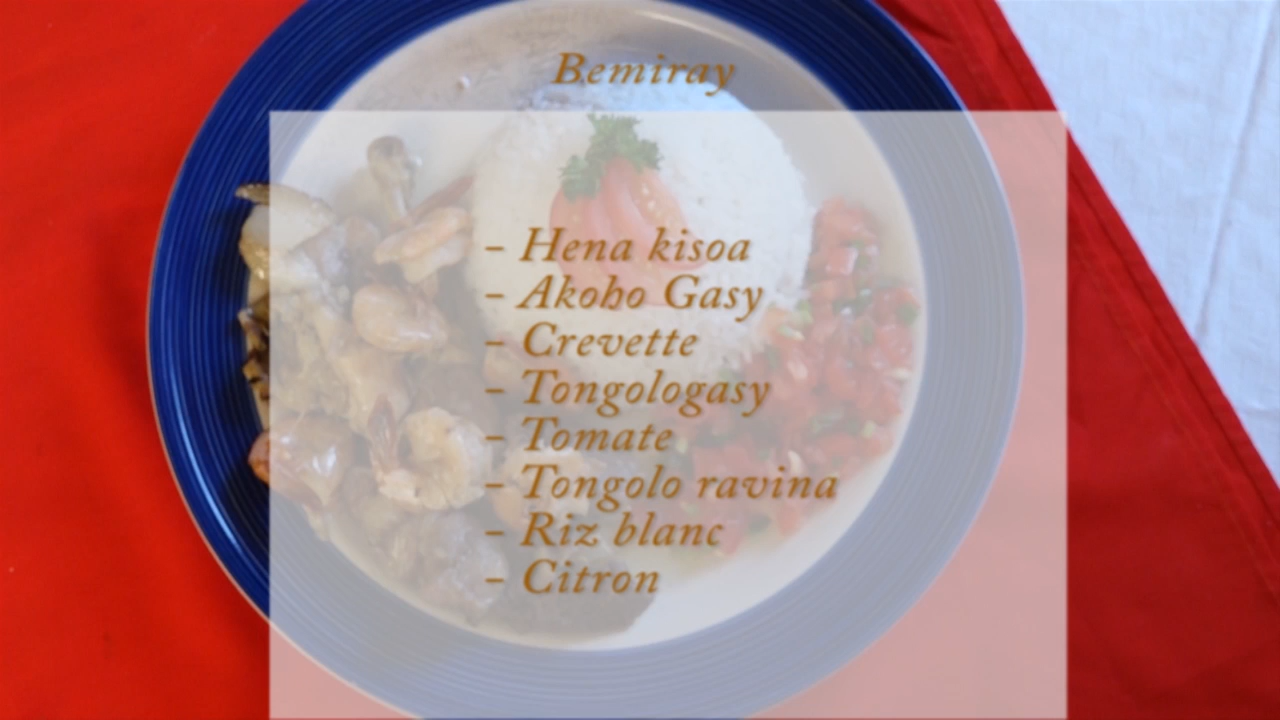 Bemiray
- Hena kisoa
- Akoho Gasy
- Crevette
- Tongologasy
- Tomate
- Tongolo ravina
- Riz blanc
- Citron